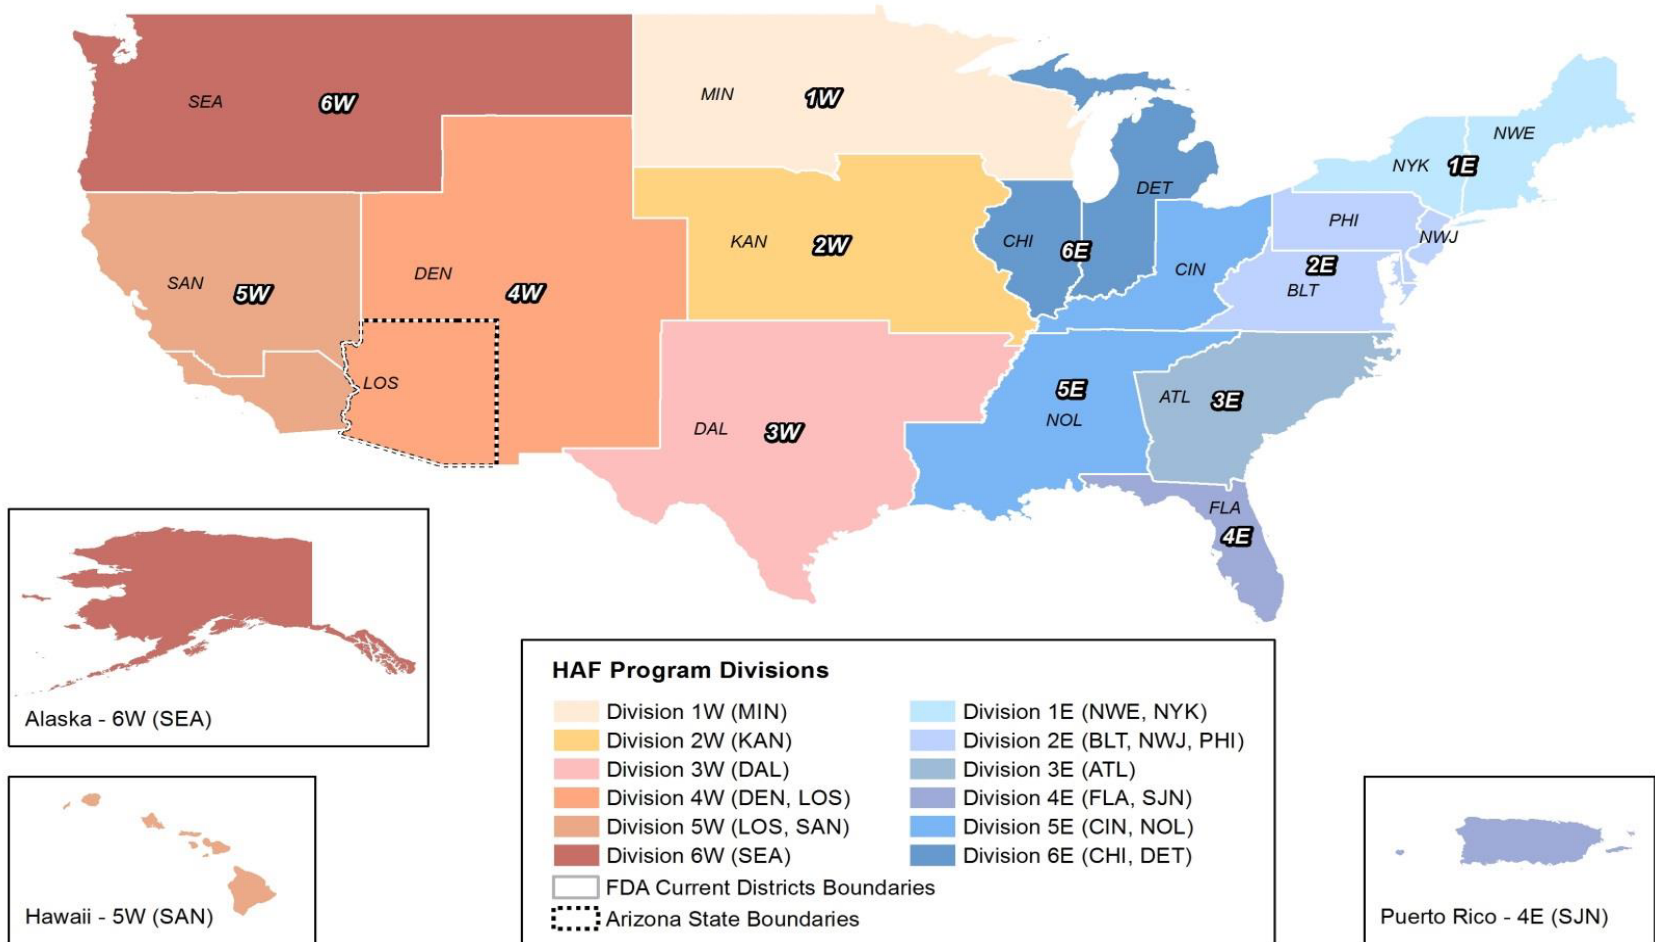 SEA
6W
MIN
1W
NWE
NYK
1E
DET
PHI
KAN
2W
CHI
6E
NWJ
CIN
2E
BLT
SAN
5W
DEN
4W
LOS
5E
ATL
3E
NOL
DAL
3W
FLA
4E
Alaska - 6W (SEA)
Hawaii - 5W (SAN)
HAF Program Divisions
Division 1W (MIN)
Division 2W (KAN)
Division 3W (DAL)
Division 4W (DEN, LOS)
Division 5W (LOS, SAN)
Division 6W (SEA)
FDA Current Districts Boundaries
Arizona State Boundaries
Division 1E (NWE, NYK)
Division 2E (BLT, NWJ, PHI)
Division 3E (ATL)
Division 4E (FLA, SJN)
Division 5E (CIN, NOL)
Division 6E (CHI, DET)
Puerto Rico - 4E (SJN)